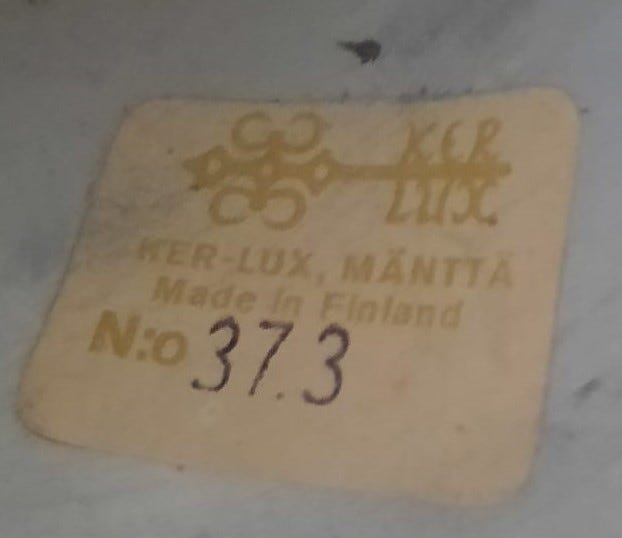 KER
LUX
KER-LUX, MÄNTTÄ
Made in Finland
N:o 37.3